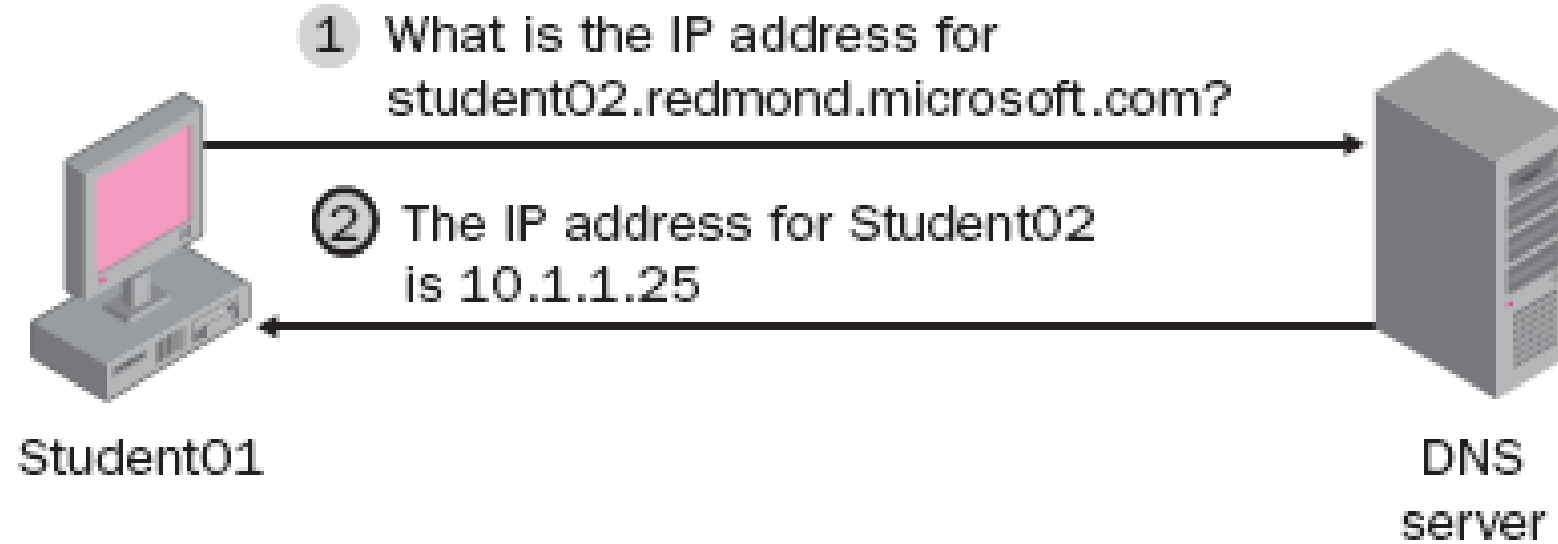 1 What is the IP address for
student02.redmond.microsoft.com?
2 The IP address for Student02
is 10.1.1.25
Student01
DNS
server